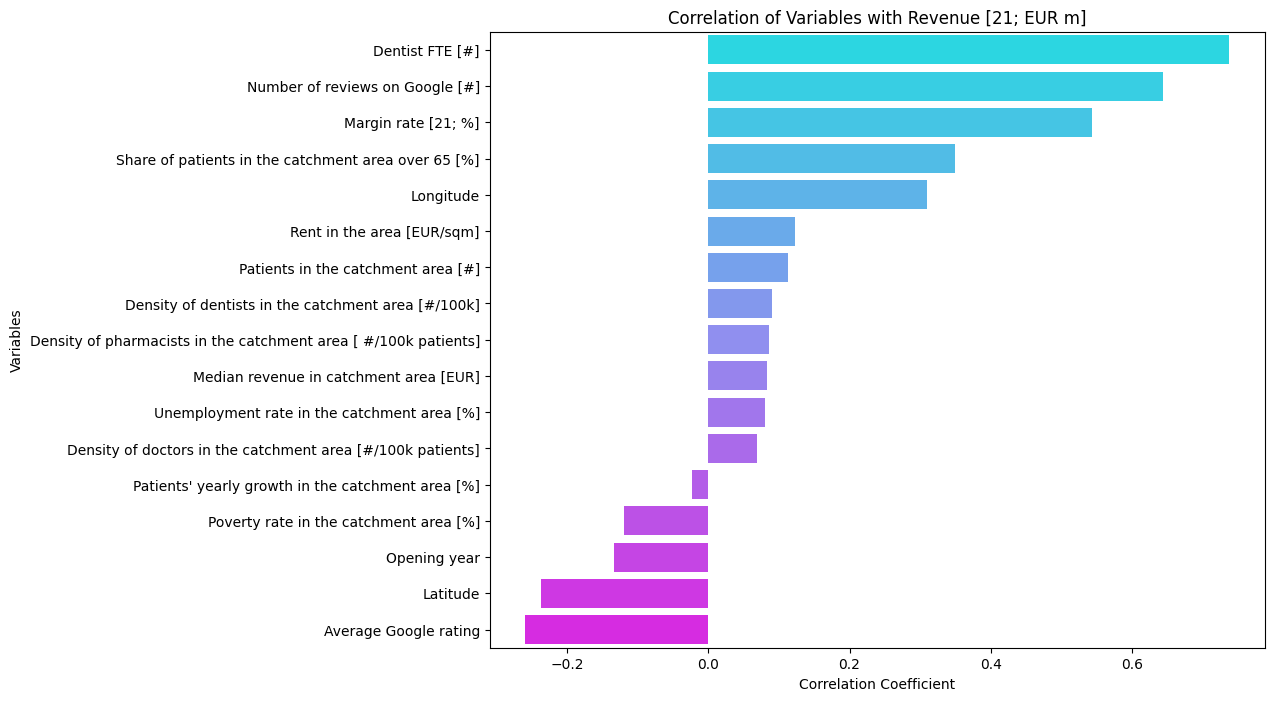 Correlation of Variables with Revenue [21; EUR m]
Dentist FTE [#]
Number of reviews on Google [#]
Margin rate [21; %]
Share of patients in the catchment area over 65 [%]
Longitude
Rent in the area [EUR/sqm]
Patients in the catchment area [#]
Density of dentists in the catchment area [#/100k]
Density of pharmacists in the catchment area [ #/100k patients]
Median revenue in catchment area [EUR]
Unemployment rate in the catchment area [%]
Density of doctors in the catchment area [#/100k patients]
Patients' yearly growth in the catchment area [%]
Poverty rate in the catchment area [%]
Opening year
Latitude
Average Google rating
Variables
−0.2 0.0 0.2 0.4 0.6
Correlation Coefficient